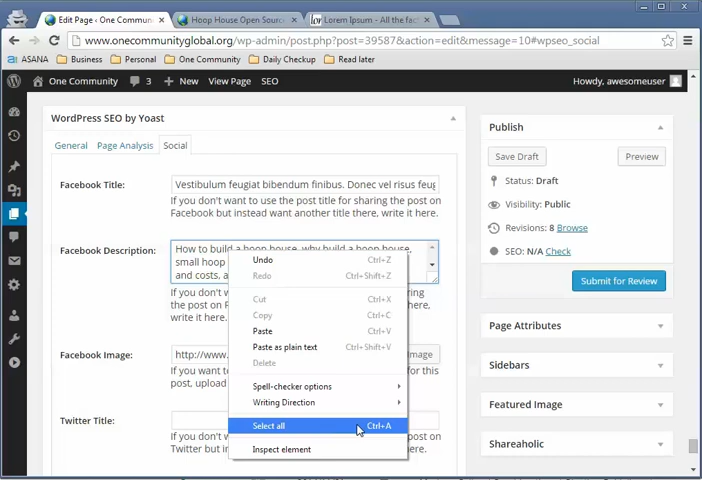 Edit Page ‹ One Commun
Hoop House Open Source
Lorem Ipsum - All the fac
www.onecommunityglobal.org/wp-admin/post.php?post=39587&action=edit&message=10#wpseo_social
ASANA Business Personal One Community Daily Checkup Read later
One Community 3 + New View Page SEO Howdy, awesomeuser
WordPress SEO by Yoast
General Page Analysis Social
Facebook Title: Vestibulum feugiat bibendum finibus. Donec vel risus feug
If you don't want to use the post title for sharing the post on
Facebook but instead want another title there, write it here.
Facebook Description: How to build a hoop house, why build a hoop house,
small hoop
and costs, a
If you don't w
the post on F
write it here.
ring
Facebook Image: http://www. mage
If you don't w
post, upload
r this
Twitter Title:
If you don't w
Twitter but in
ost on
here.
Undo Ctrl+Z
Redo Ctrl+Shift+Z
Cut Ctrl+X
Copy Ctrl+C
Paste Ctrl+V
Paste as plain text Ctrl+Shift+V
Delete
Spell-checker options
Writing Direction
Select all Ctrl+A
Inspect element
Publish
Save Draft Preview
Status: Draft
Visibility: Public
Revisions: 8 Browse
SEO: N/A Check
Submit for Review
Page Attributes
Sidebars
Featured Image
Shareaholic